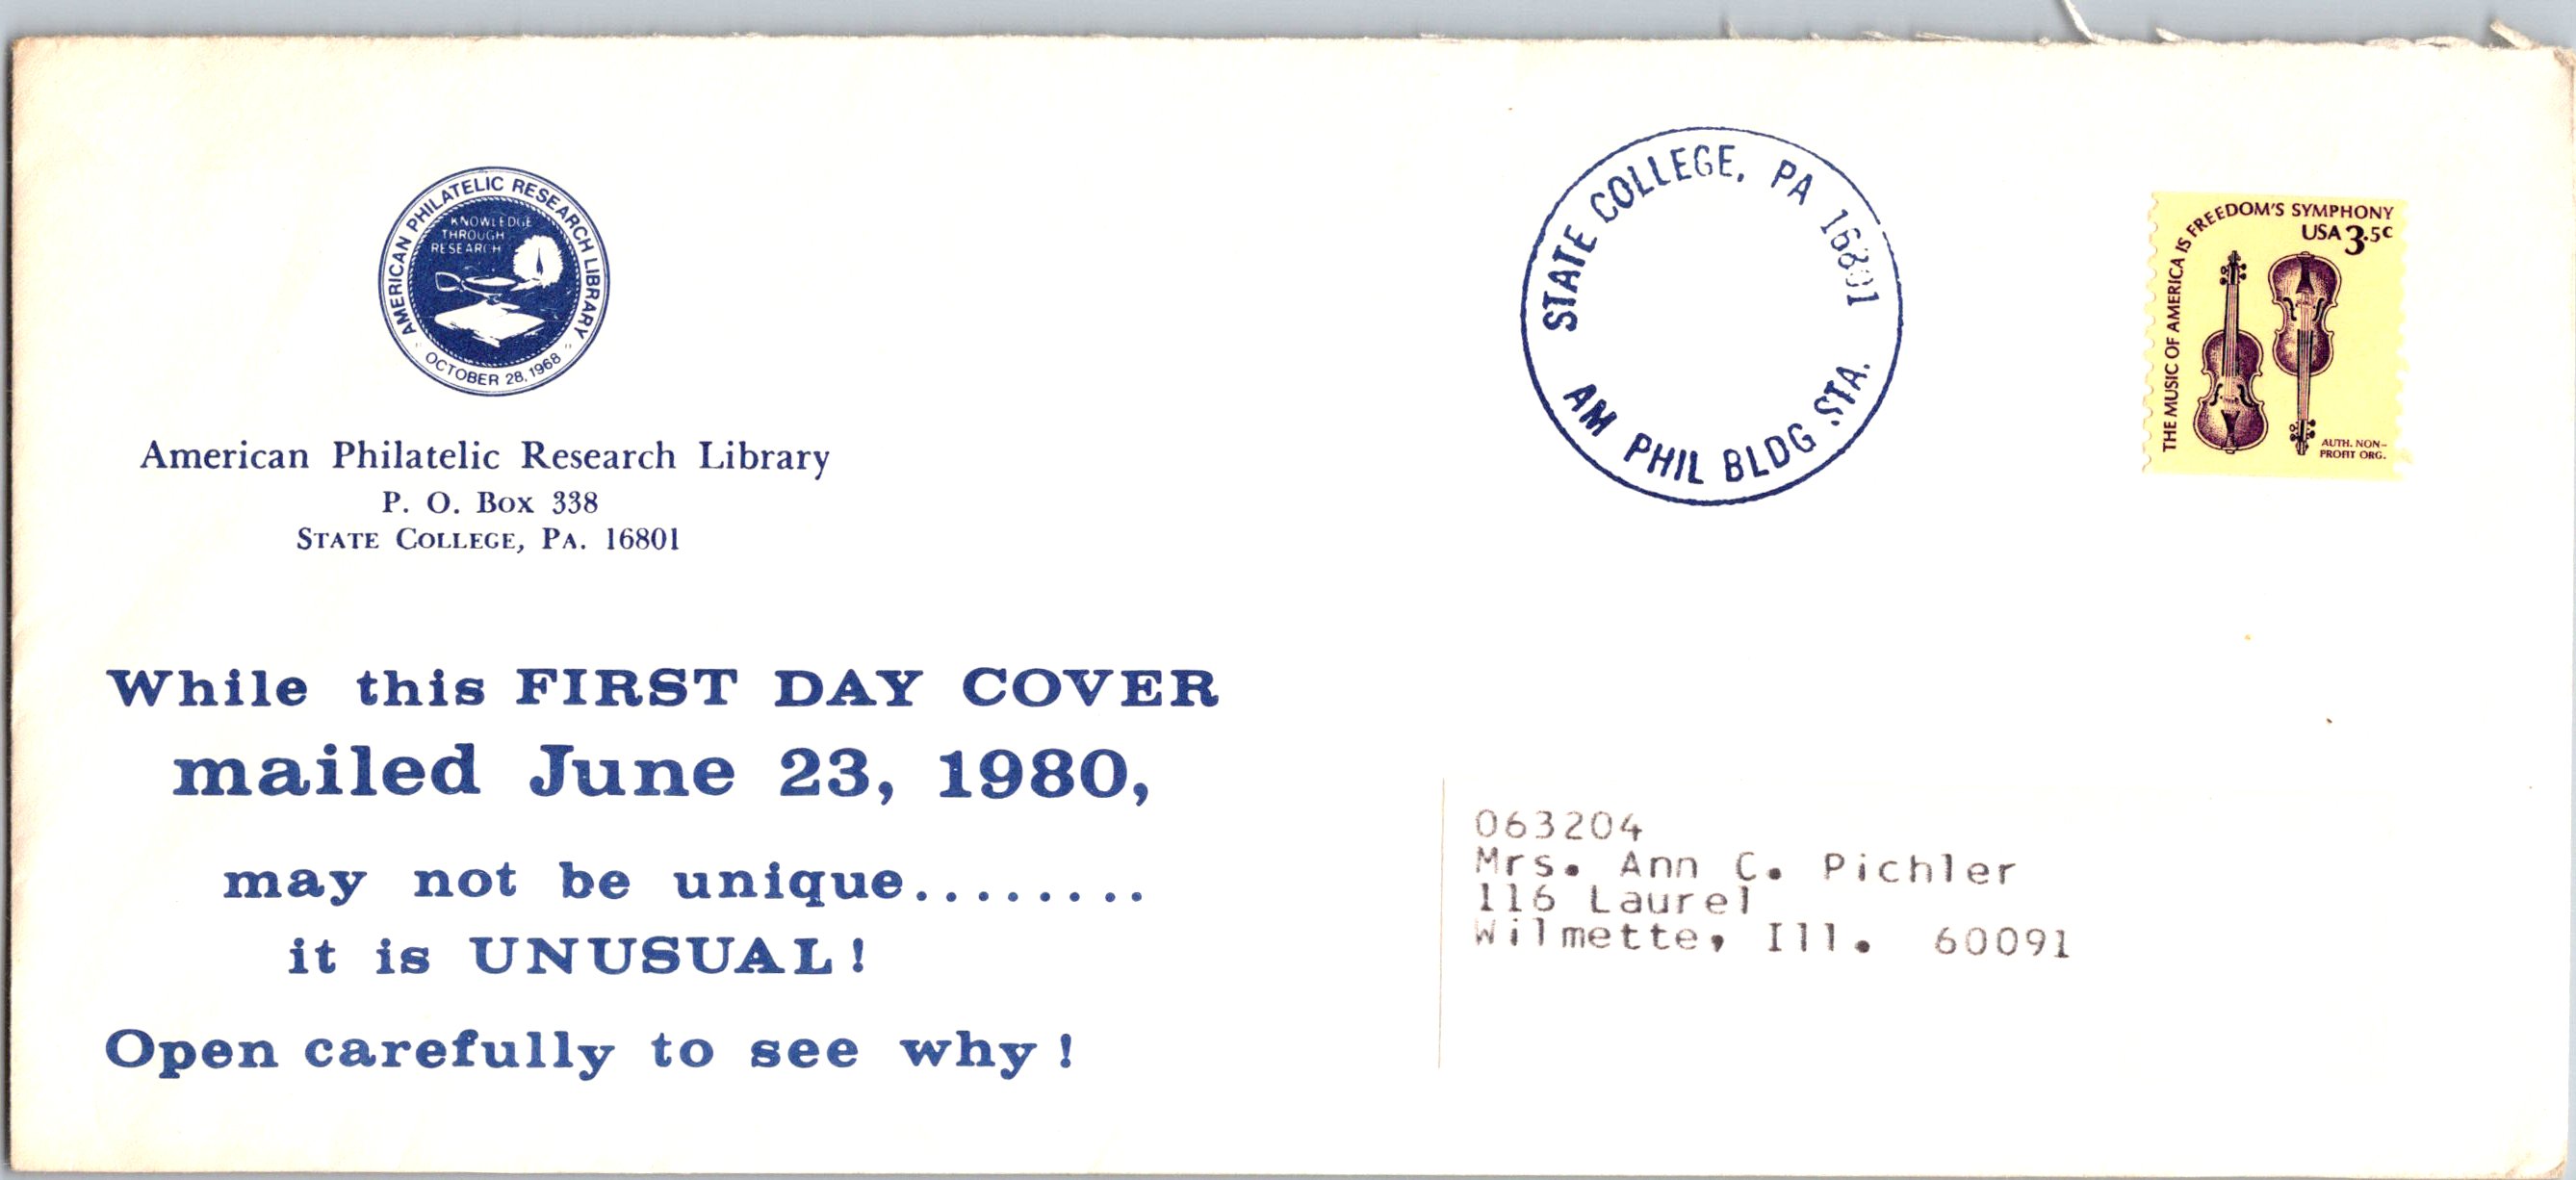 AMERICAN PHILATELIC RESEARCH LIBRARY
KNOWLEDGE
THROUGH
RESEARCH
OCTOBER 28, 1968
American Philatelic Research Library
P. O. Box 338
STATE COLLEGE, PA. 16801
STATE COLLEGE, PA 16801
AM PHIL BLDG STA.
THE MUSIC OF AMERICA IS FREEDOM'S SYMPHONY
USA 3.5c
AUTH. NON-
PROFIT ORG.
While this FIRST DAY COVER
mailed June 23, 1980,
may not be unique........
it is UNUSUAL!
Open carefully to see why!
063204
Mrs. Ann C. Pichler
116 Laurel
Wilmette, Ill. 60091